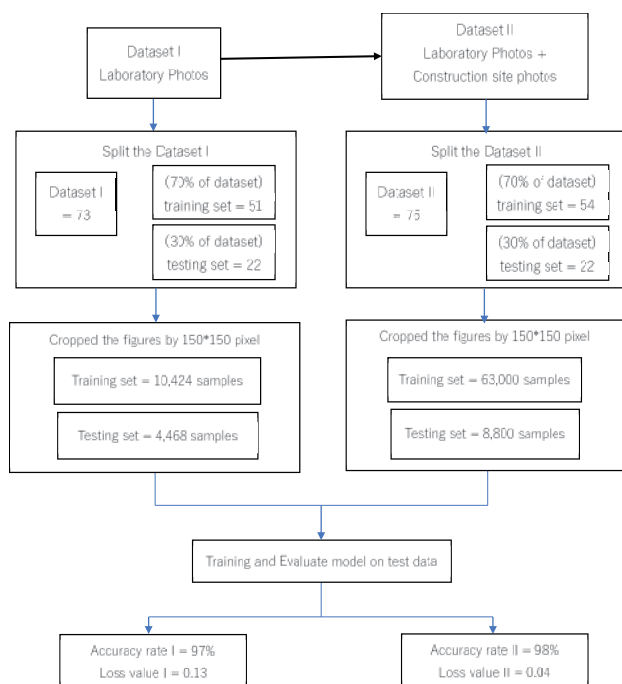 Dataset I
Laboratory Photos
Dataset II
Laboratory Photos +
Construction site photos
Split the Dataset I
Dataset I
= 73
(70% of dataset)
training set = 51
(30% of dataset)
testing set = 22
Split the Dataset II
Dataset II
= 76
(70% of dataset)
training set = 54
(30% of dataset)
testing set = 22
Cropped the figures by 150*150 pixel
Training set = 10,424 samples
Testing set = 4,468 samples
Cropped the figures by 150*150 pixel
Training set = 63,000 samples
Testing set = 8,800 samples
Training and Evaluate model on test data
Accuracy rate I = 97%
Loss value I = 0.13
Accuracy rate II = 98%
Loss value II = 0.04